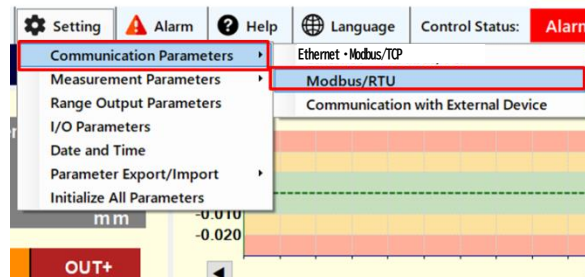 Setting Alarm Help Language Control Status: Alarm
Communication Parameters Ethernet・Modbus/TCP
Measurement Parameters Modbus/RTU
Range Output Parameters Communication with External Device
I/O Parameters
Date and Time
Parameter Export/Import
Initialize All Parameters
mm -0.010
-0.020
OUT+